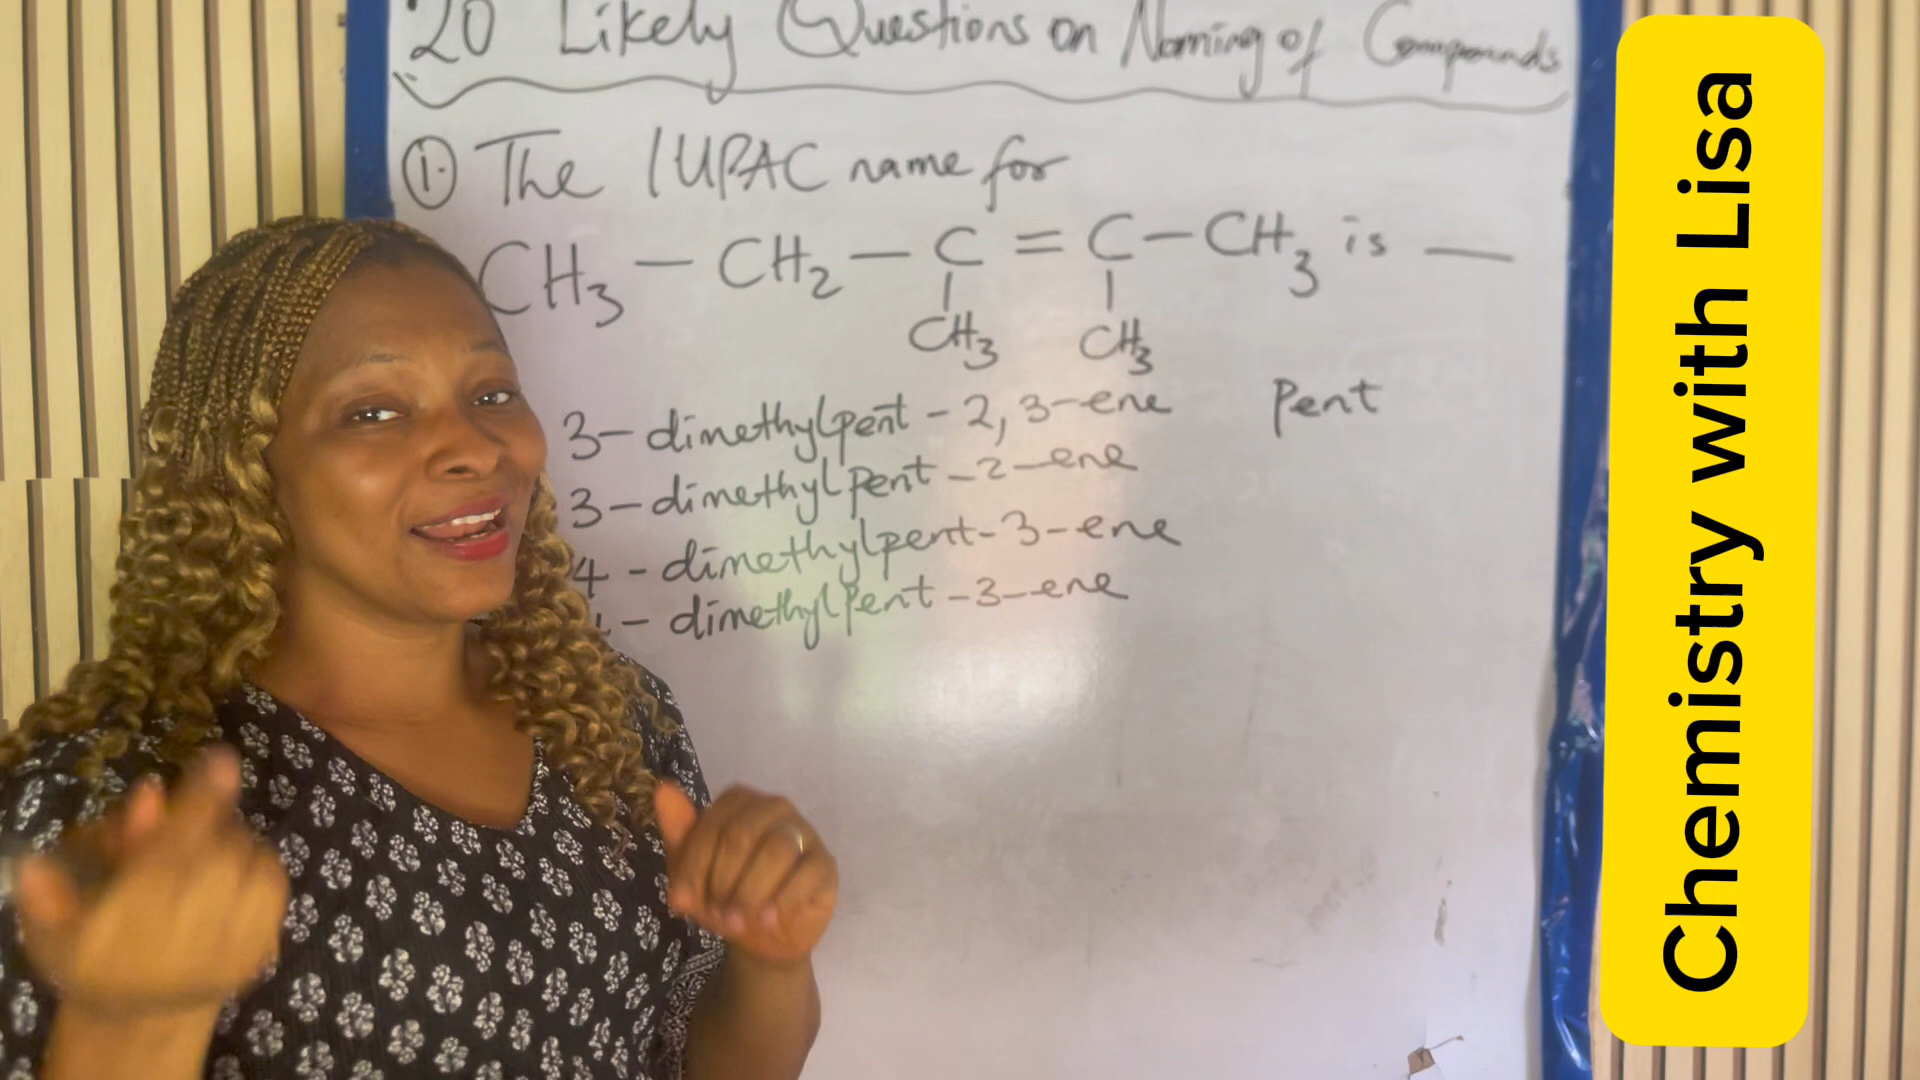 20 Likely Questions on Naming of Compounds
1. The IUPAC name for
CH3 — CH2 — C = C — CH3 is —
CH3 CH3
3 - dimethylpent - 2, 3 - ene
Pent
3 - dimethylpent - 2 - ene
4 - dimethylpent - 3 - ene
- dimethylpent - 3 - ene
Chemistry with Lisa